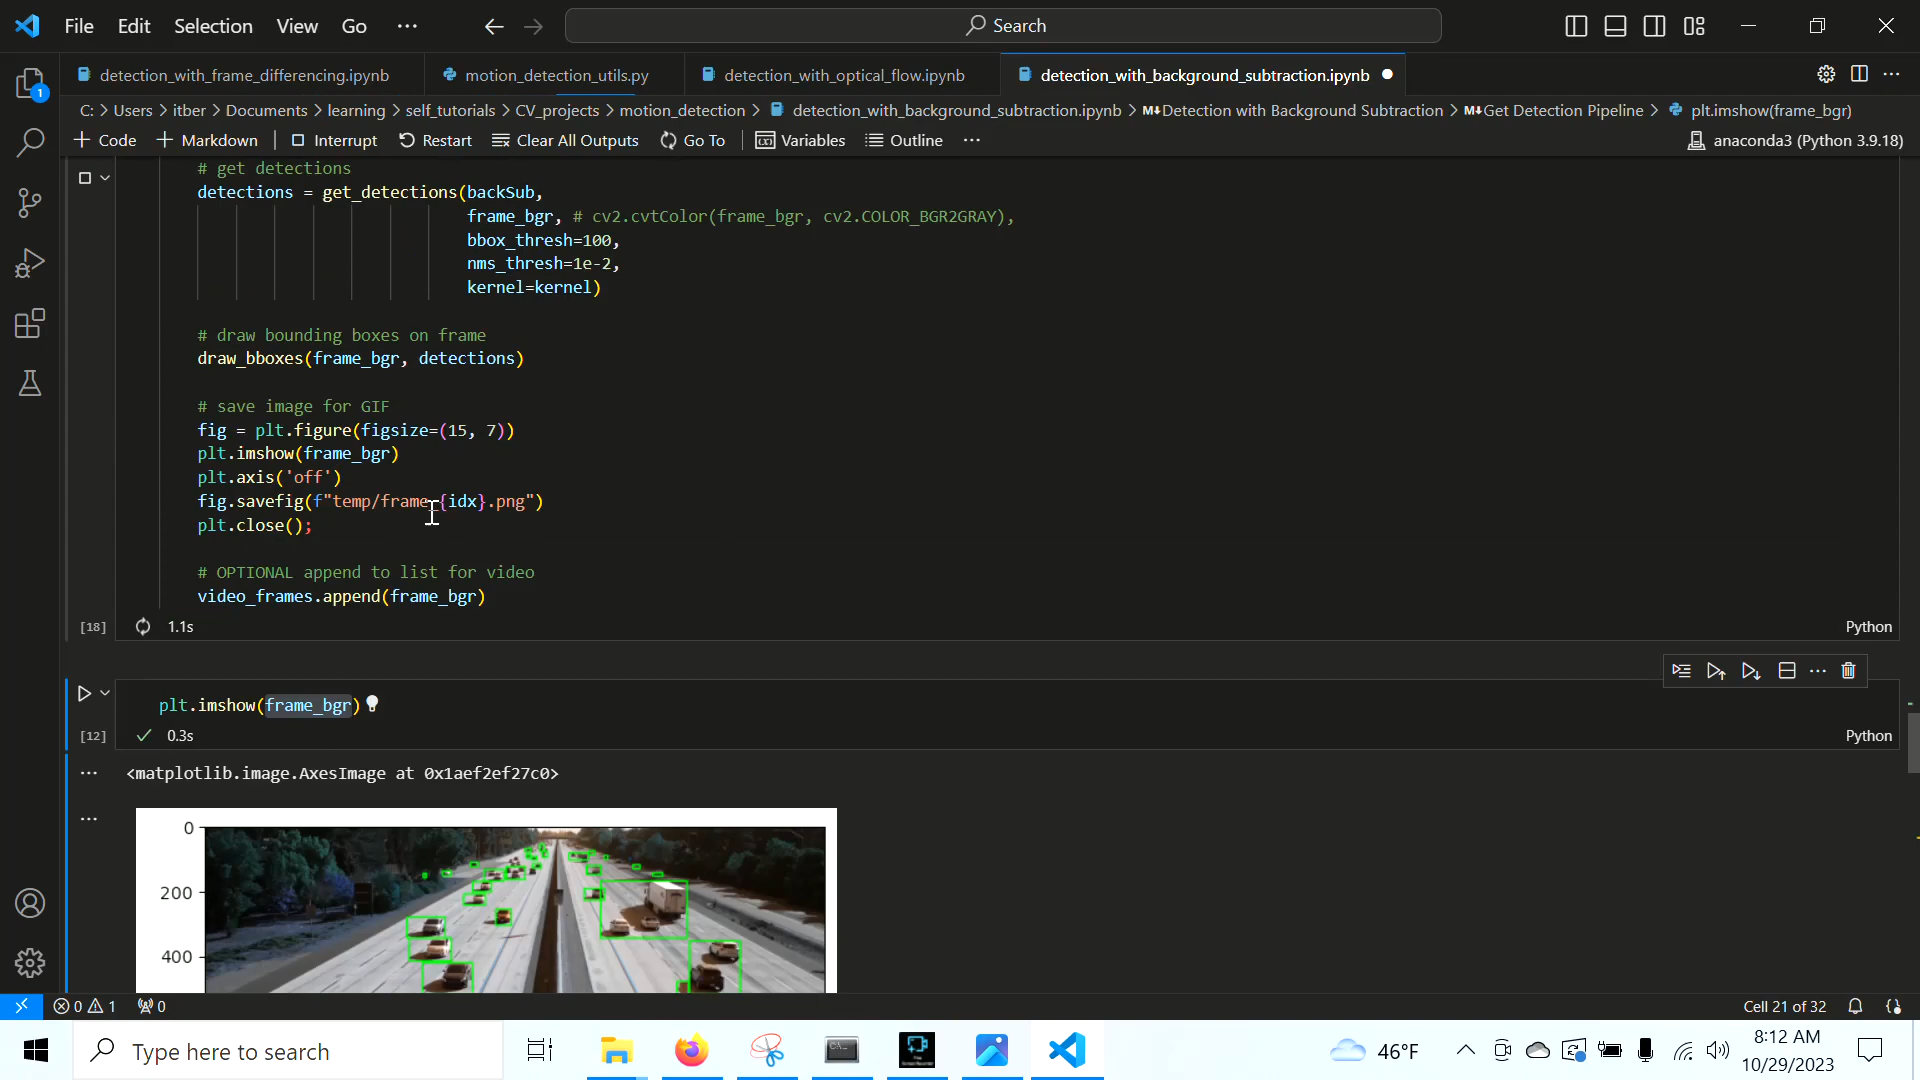 File Edit Selection View Go ··· Search
detection_with_frame_differencing.ipynb motion_detection_utils.py detection_with_optical_flow.ipynb detection_with_background_subtraction.ipynb
1
C: > Users > itber > Documents > learning > self_tutorials > CV_projects > motion_detection > detection_with_background_subtraction.ipynb > M↓Detection with Background Subtraction > M↓Get Detection Pipeline > plt.imshow(frame_bgr)
+ Code + Markdown | Interrupt Restart Clear All Outputs Go To | Variables Outline ··· anaconda3 (Python 3.9.18)
# get detections
detections = get_detections(backSub,
frame_bgr, # cv2.cvtColor(frame_bgr, cv2.COLOR_BGR2GRAY),
bbox_thresh=100,
nms_thresh=1e-2,
kernel=kernel)
# draw bounding boxes on frame
draw_bboxes(frame_bgr, detections)
# save image for GIF
fig = plt.figure(figsize=(15, 7))
plt.imshow(frame_bgr)
plt.axis('off')
fig.savefig(f"temp/frame_{idx}.png")
plt.close();
# OPTIONAL append to list for video
video_frames.append(frame_bgr)
[18] 1.1s Python
plt.imshow(frame_bgr)
[12] 0.3s Python
<matplotlib.image.AxesImage at 0x1aef2ef27c0>
0
200
400
0 1 0 Cell 21 of 32
Type here to search 46°F 8:12 AM
10/29/2023